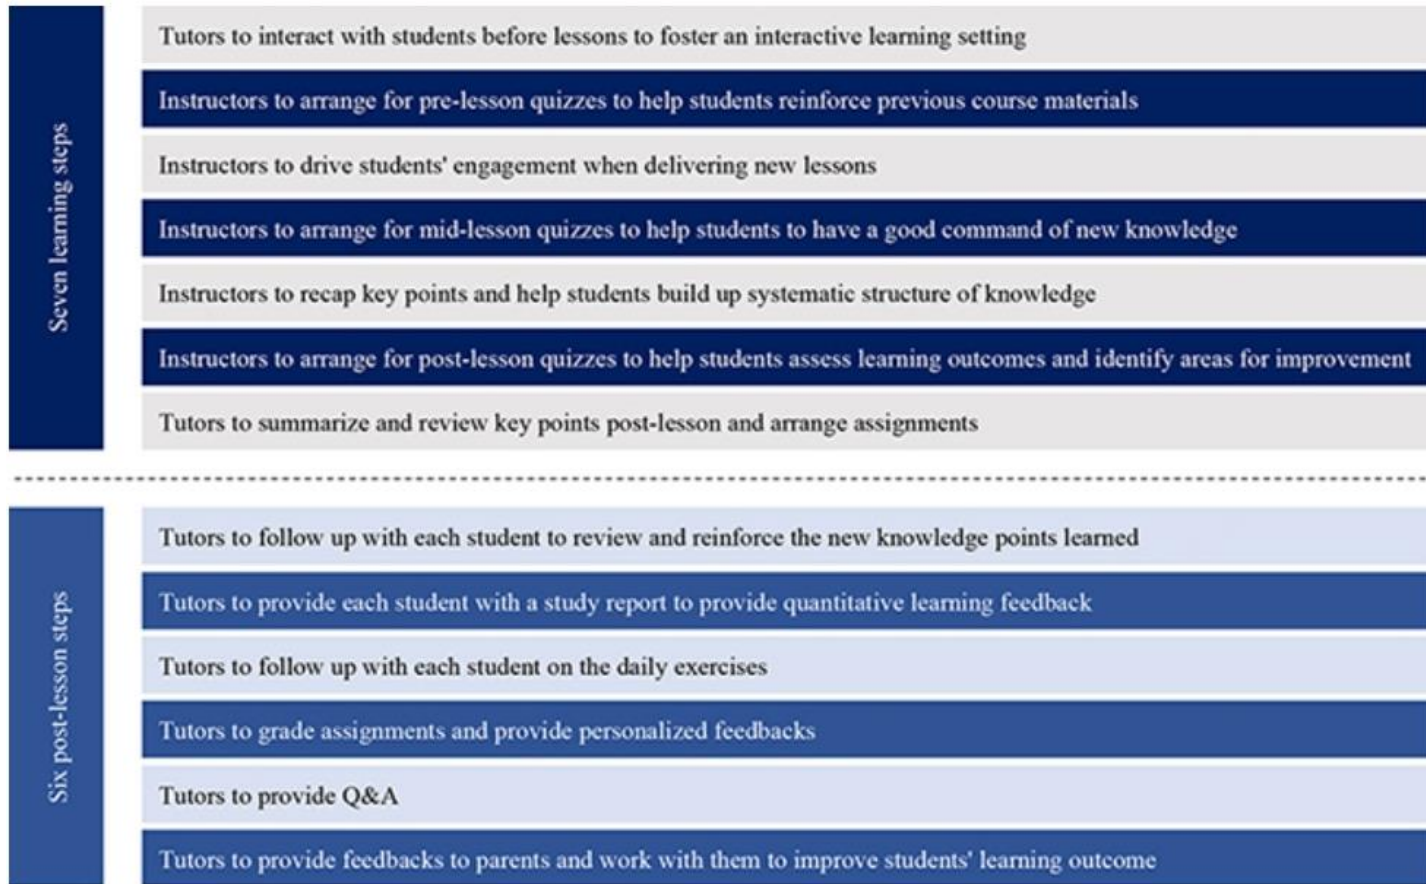 Seven learning steps
Tutors to interact with students before lessons to foster an interactive learning setting
Instructors to arrange for pre-lesson quizzes to help students reinforce previous course materials
Instructors to drive students' engagement when delivering new lessons
Instructors to arrange for mid-lesson quizzes to help students to have a good command of new knowledge
Instructors to recap key points and help students build up systematic structure of knowledge
Instructors to arrange for post-lesson quizzes to help students assess learning outcomes and identify areas for improvement
Tutors to summarize and review key points post-lesson and arrange assignments
Six post-lesson steps
Tutors to follow up with each student to review and reinforce the new knowledge points learned
Tutors to provide each student with a study report to provide quantitative learning feedback
Tutors to follow up with each student on the daily exercises
Tutors to grade assignments and provide personalized feedbacks
Tutors to provide Q&A
Tutors to provide feedbacks to parents and work with them to improve students' learning outcome